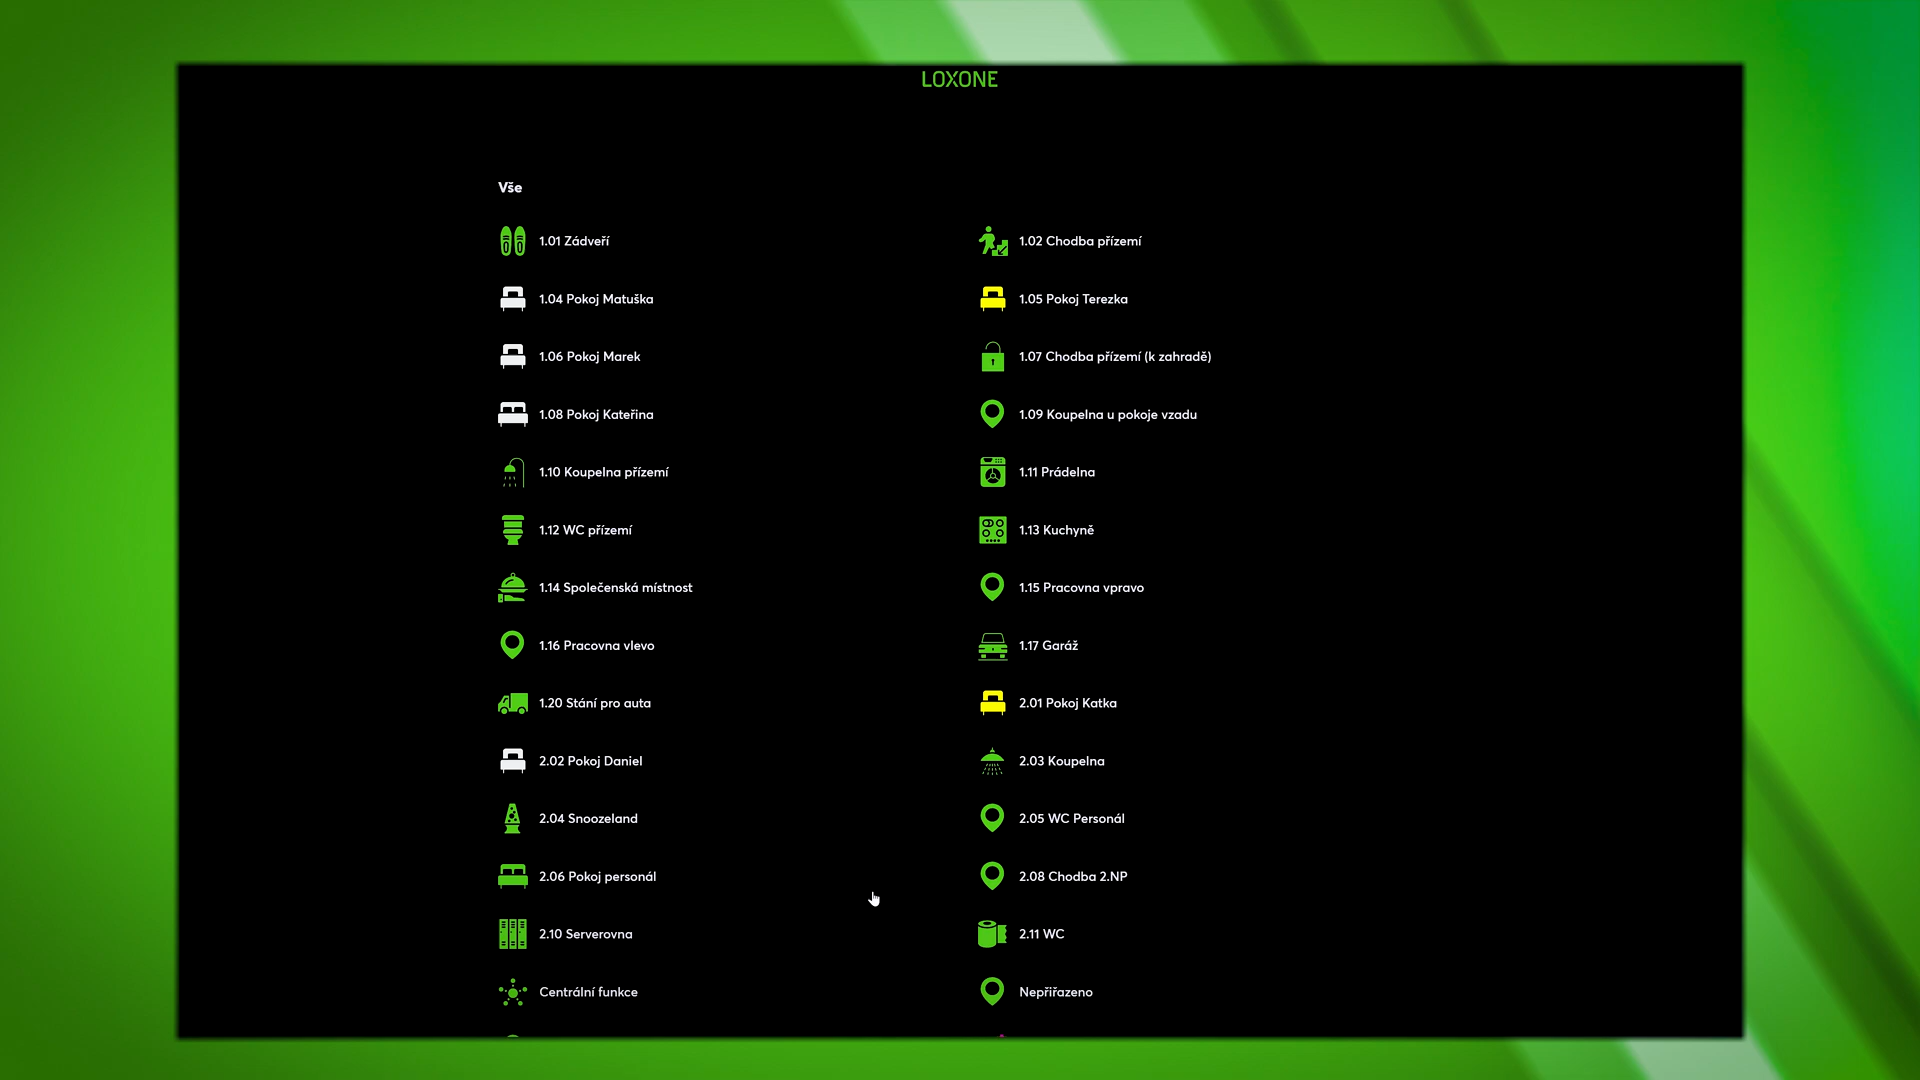 LOXONE
Vše
1.01 Zádveří
1.02 Chodba přízemí
1.04 Pokoj Matuška
1.05 Pokoj Terezka
1.06 Pokoj Marek
1.07 Chodba přízemí (k zahradě)
1.08 Pokoj Kateřina
1.09 Koupelna u pokoje vzadu
1.10 Koupelna přízemí
1.11 Prádelna
1.12 WC přízemí
1.13 Kuchyně
1.14 Společenská místnost
1.15 Pracovna vpravo
1.16 Pracovna vlevo
1.17 Garáž
1.20 Stání pro auta
2.01 Pokoj Katka
2.02 Pokoj Daniel
2.03 Koupelna
2.04 Snoozeland
2.05 WC Personál
2.06 Pokoj personál
2.08 Chodba 2.NP
2.10 Serverovna
2.11 WC
Centrální funkce
Nepřiřazeno